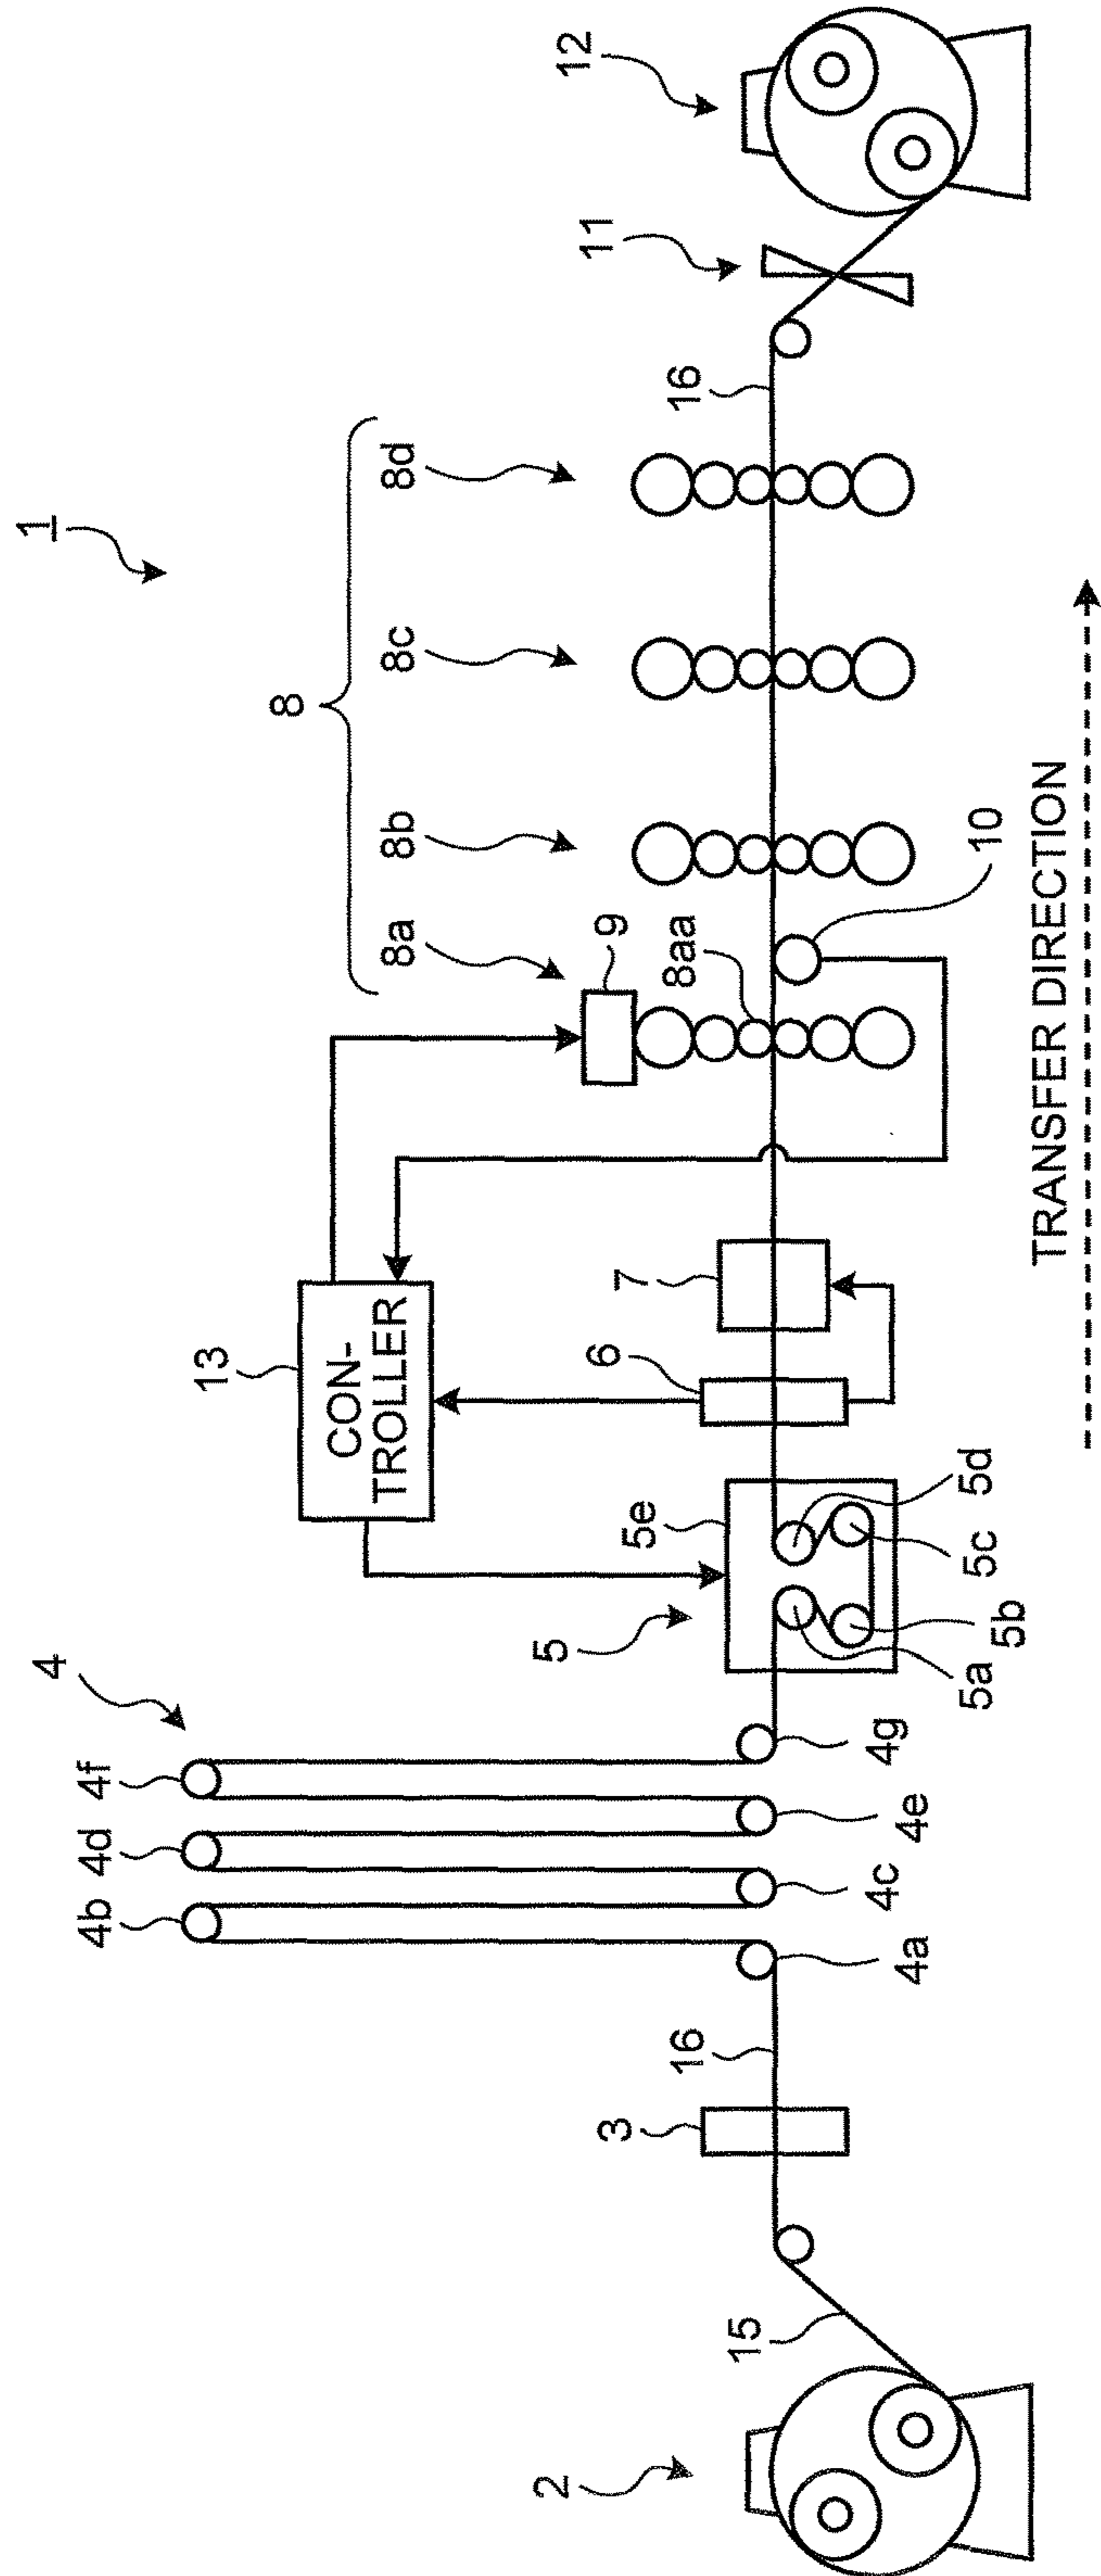 1
8
8a
8b
8c
8d
12
11
16
9
8aa
10
13
CON-
TROLLER
7
6
5
5e
5d
5c
5b
5a
4
4f
4d
4b
4g
4e
4c
4a
16
3
15
2
TRANSFER DIRECTION